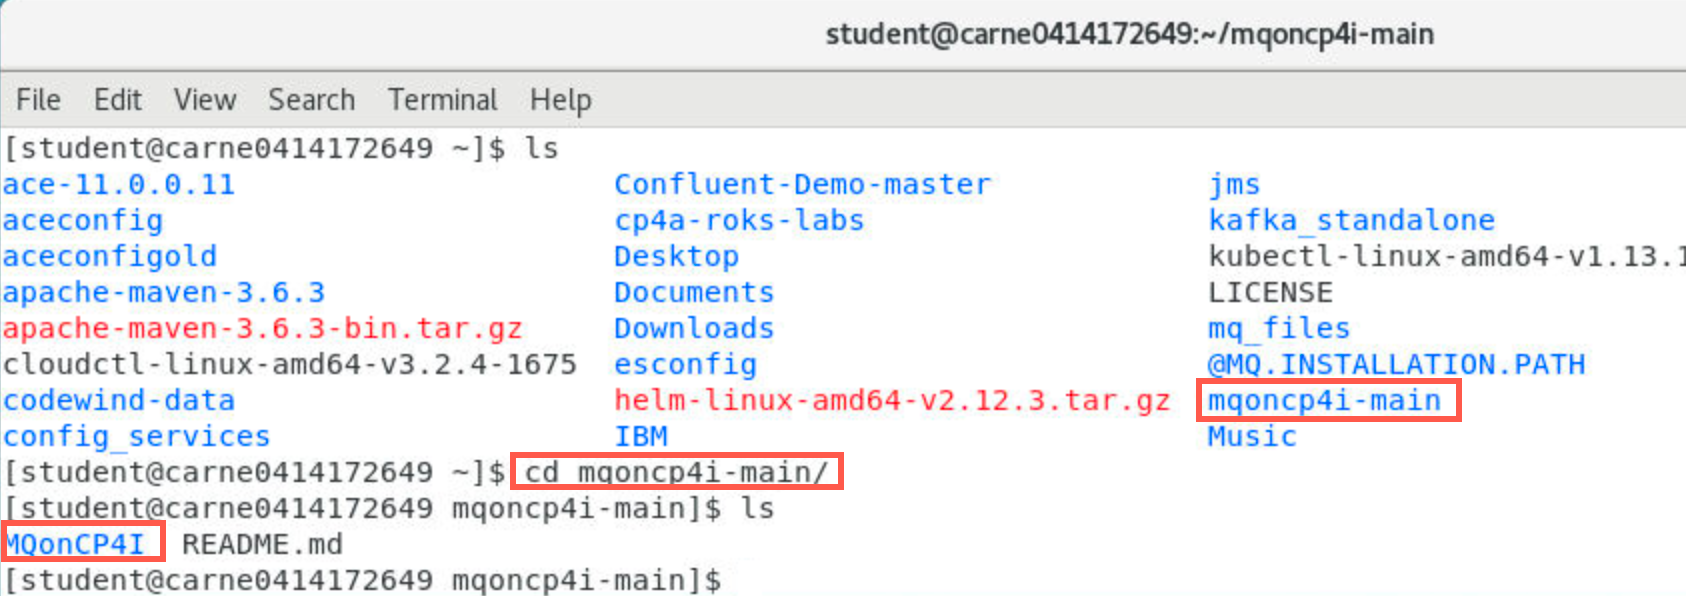 student@carne0414172649:~/mqoncp4i-main
File Edit View Search Terminal Help
[student@carne0414172649 ~]$ ls
ace-11.0.0.11 Confluent-Demo-master jms
aceconfig cp4a-roks-labs kafka_standalone
aceconfigold Desktop kubectl-linux-amd64-v1.13.1
apache-maven-3.6.3 Documents LICENSE
apache-maven-3.6.3-bin.tar.gz Downloads mq_files
cloudctl-linux-amd64-v3.2.4-1675 esconfig @MQ.INSTALLATION.PATH
codewind-data helm-linux-amd64-v2.12.3.tar.gz mqoncp4i-main
config_services IBM Music
[student@carne0414172649 ~]$ cd mqoncp4i-main/
[student@carne0414172649 mqoncp4i-main]$ ls
MQonCP4I README.md
[student@carne0414172649 mqoncp4i-main]$